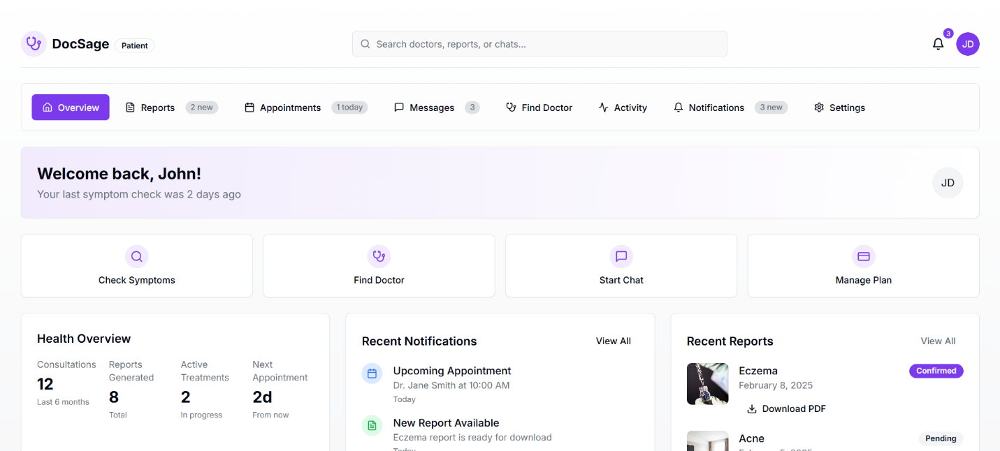 DocSage Patient
Search doctors, reports, or chats...
3
JD
Overview
Reports 2 new
Appointments 1 today
Messages 3
Find Doctor
Activity
Notifications 3 new
Settings
Welcome back, John!
Your last symptom check was 2 days ago
JD
Check Symptoms
Find Doctor
Start Chat
Manage Plan
Health Overview
Consultations
12
Last 6 months
Reports
Generated
8
Total
Active
Treatments
2
In progress
Next
Appointment
2d
From now
Recent Notifications
View All
Upcoming Appointment
Dr. Jane Smith at 10:00 AM
Today
New Report Available
Eczema report is ready for download
Today
Recent Reports
View All
Eczema
Confirmed
February 8, 2025
Download PDF
Acne
Pending